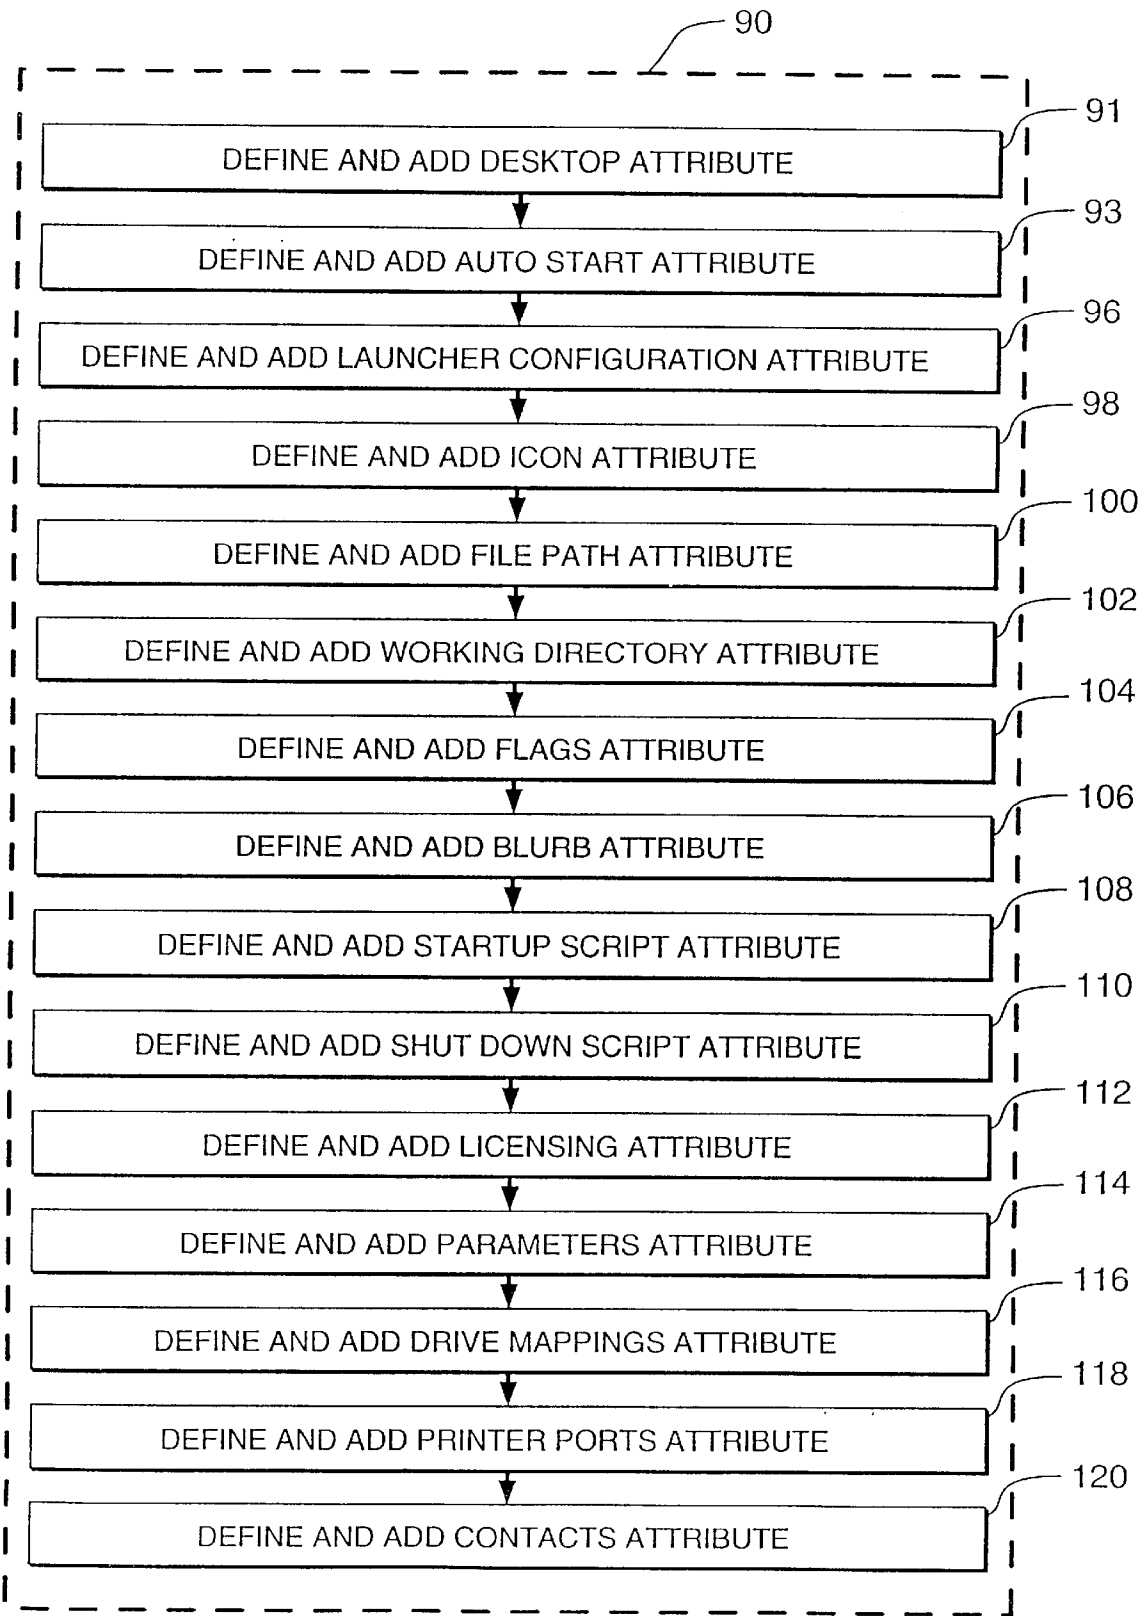 90
91
DEFINE AND ADD DESKTOP ATTRIBUTE
93
DEFINE AND ADD AUTO START ATTRIBUTE
96
DEFINE AND ADD LAUNCHER CONFIGURATION ATTRIBUTE
98
DEFINE AND ADD ICON ATTRIBUTE
100
DEFINE AND ADD FILE PATH ATTRIBUTE
102
DEFINE AND ADD WORKING DIRECTORY ATTRIBUTE
104
DEFINE AND ADD FLAGS ATTRIBUTE
106
DEFINE AND ADD BLURB ATTRIBUTE
108
DEFINE AND ADD STARTUP SCRIPT ATTRIBUTE
110
DEFINE AND ADD SHUT DOWN SCRIPT ATTRIBUTE
112
DEFINE AND ADD LICENSING ATTRIBUTE
114
DEFINE AND ADD PARAMETERS ATTRIBUTE
116
DEFINE AND ADD DRIVE MAPPINGS ATTRIBUTE
118
DEFINE AND ADD PRINTER PORTS ATTRIBUTE
120
DEFINE AND ADD CONTACTS ATTRIBUTE